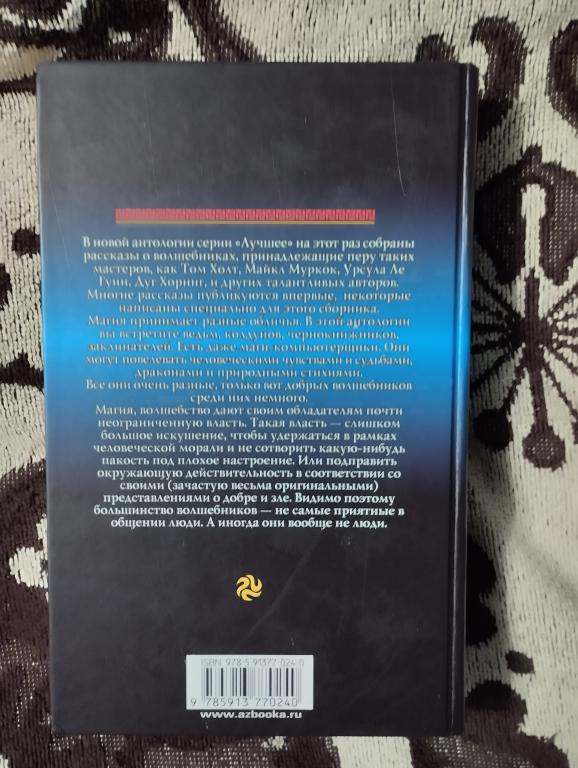 В новой антологии серии «Лучшее» на этот раз собраны
рассказы о волшебниках, принадлежащие перу таких
мастеров, как Том Холт, Майкл Муркок, Урсула Ле
Гуин, Дуг Хоринг, и других талантливых авторов.
Многие рассказы публикуются впервые, некоторые
написаны специально для этого сборника.
Магия принимает разные обличья. В этой антологии
вы встретите ведьм, колдунов, чернокнижников,
заклинателей. Есть даже маги-компьютерщики. Они
могут повелевать человеческими чувствами и судьбами,
драконами и природными стихиями.
Все они очень разные, только вот добрых волшебников
среди них немного.
Магия, волшебство дают своим обладателям почти
неограниченную власть. Такая власть — слишком
большое искушение, чтобы удержаться в рамках
человеческой морали и не сотворить какую-нибудь
пакость под плохое настроение. Или подправить
окружающую действительность в соответствии со
своими (зачастую весьма оригинальными)
представлениями о добре и зле. Видимо поэтому
большинство волшебников — не самые приятные в
общении люди. А иногда они вообще не люди.
ISBN 978-5-91377-024-0
9 785913 770240
www.azbooka.ru